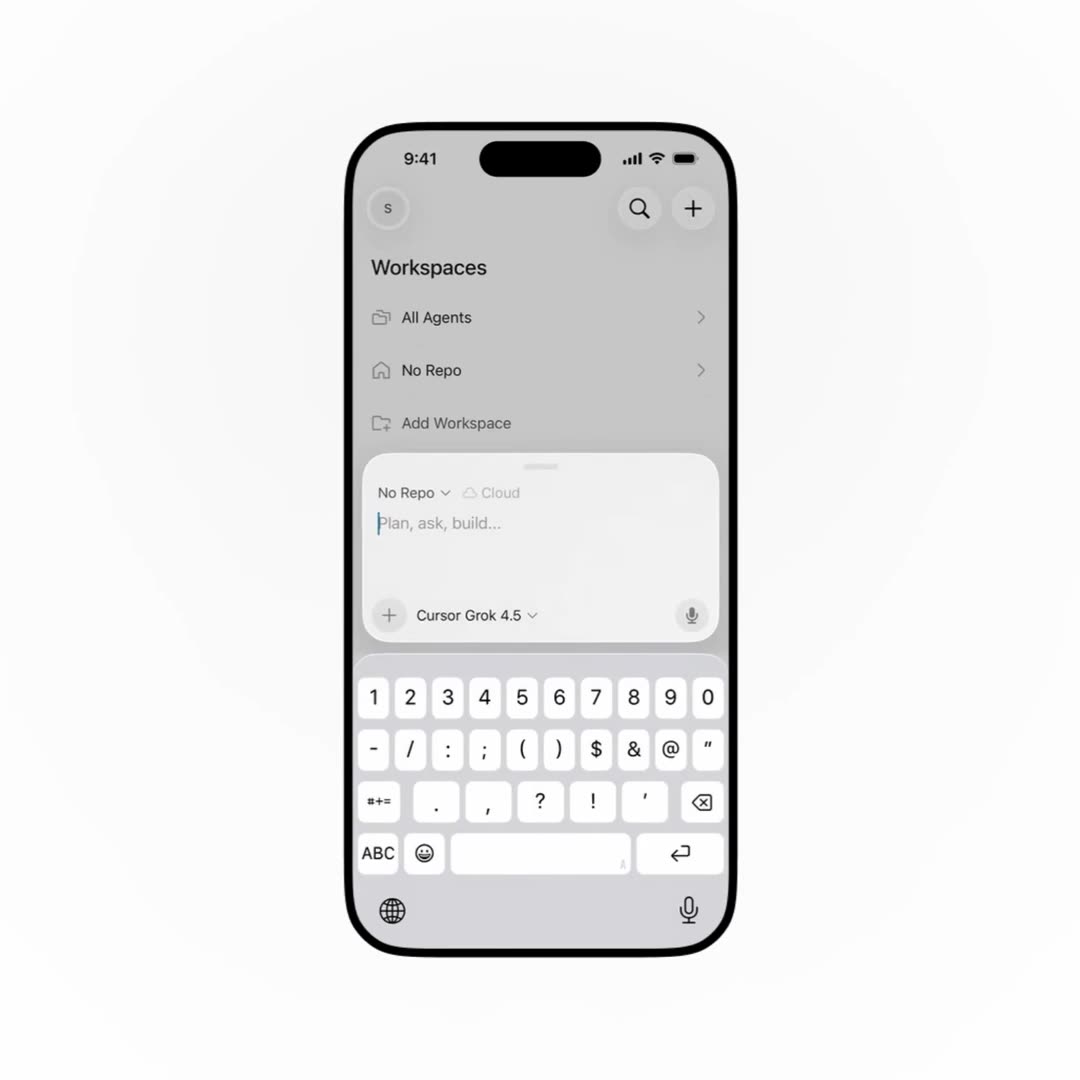 9:41
S
Workspaces
All Agents
No Repo
Add Workspace
No Repo Cloud
Plan, ask, build...
Cursor Grok 4.5
1 2 3 4 5 6 7 8 9 0
- / : ; ( ) $ & @ "
#+= . , ? ! '
ABC
A